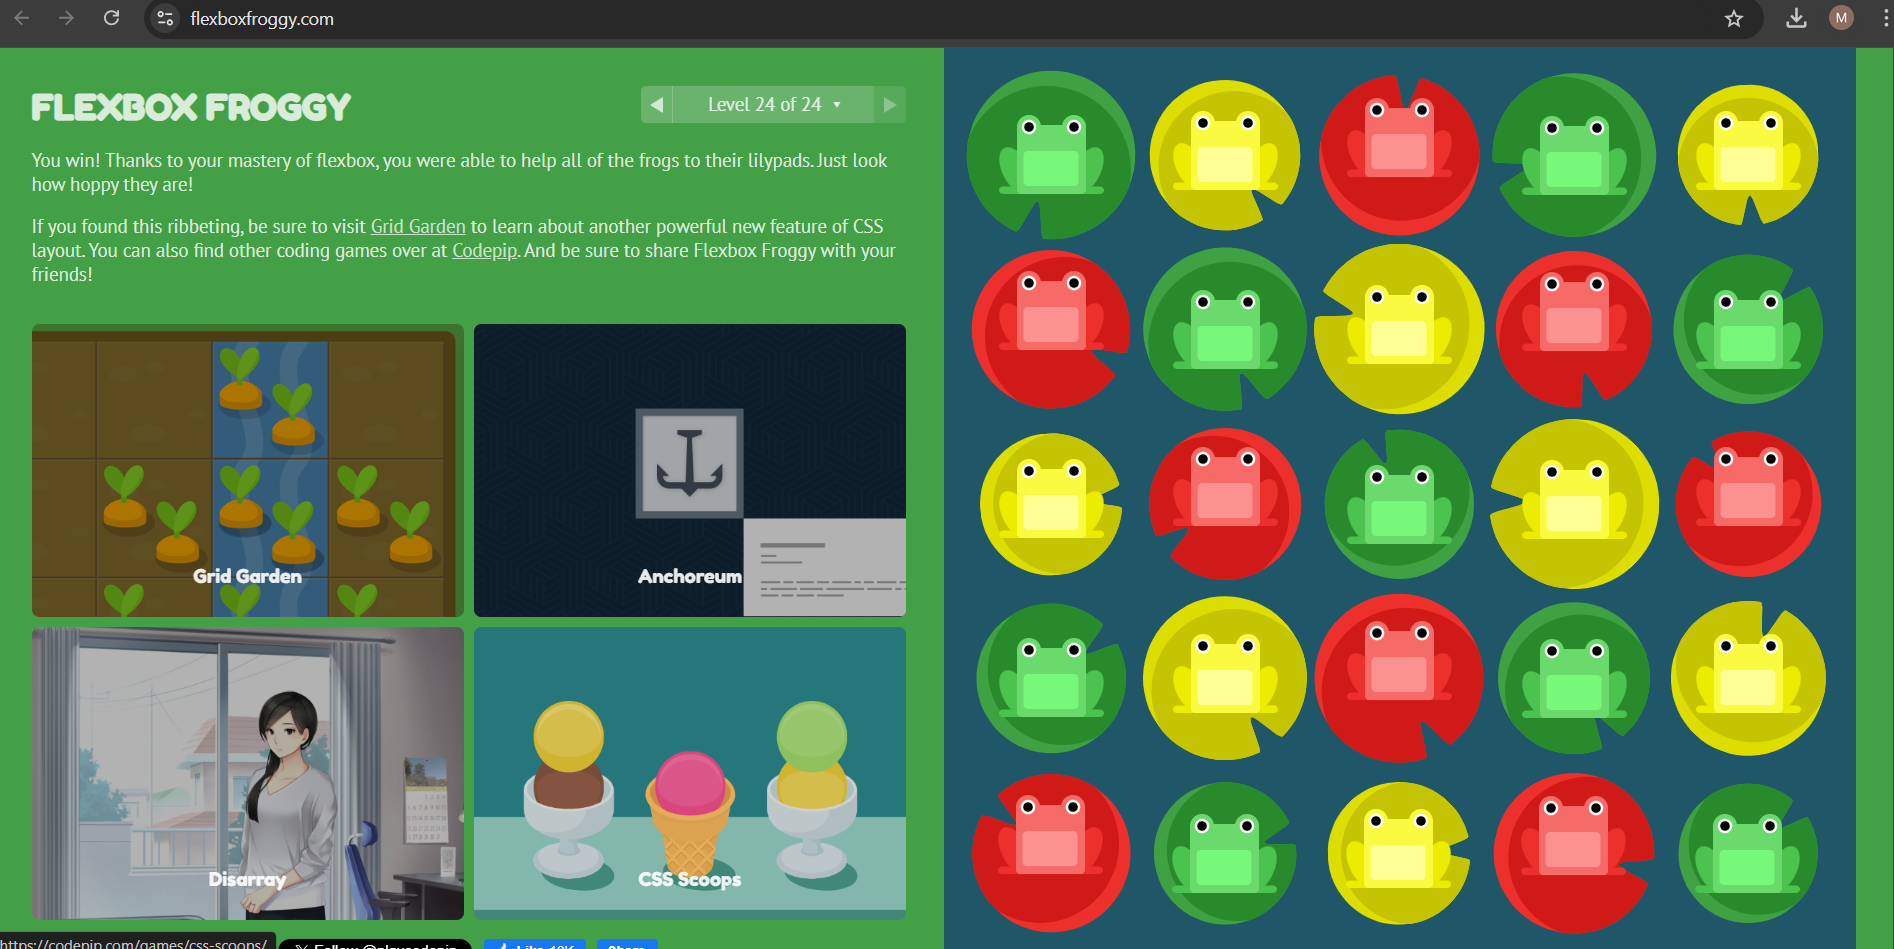 flexboxfroggy.com
M
FLEXBOX FROGGY
Level 24 of 24
You win! Thanks to your mastery of flexbox, you were able to help all of the frogs to their lilypads. Just look
how hoppy they are!
If you found this ribbeting, be sure to visit Grid Garden to learn about another powerful new feature of CSS
layout. You can also find other coding games over at Codepip. And be sure to share Flexbox Froggy with your
friends!
Grid Garden
Anchoreum
Disarray
CSS Scoops
https://codepip.com/games/css-scoops/
Follow @playcodepip
Like
Share